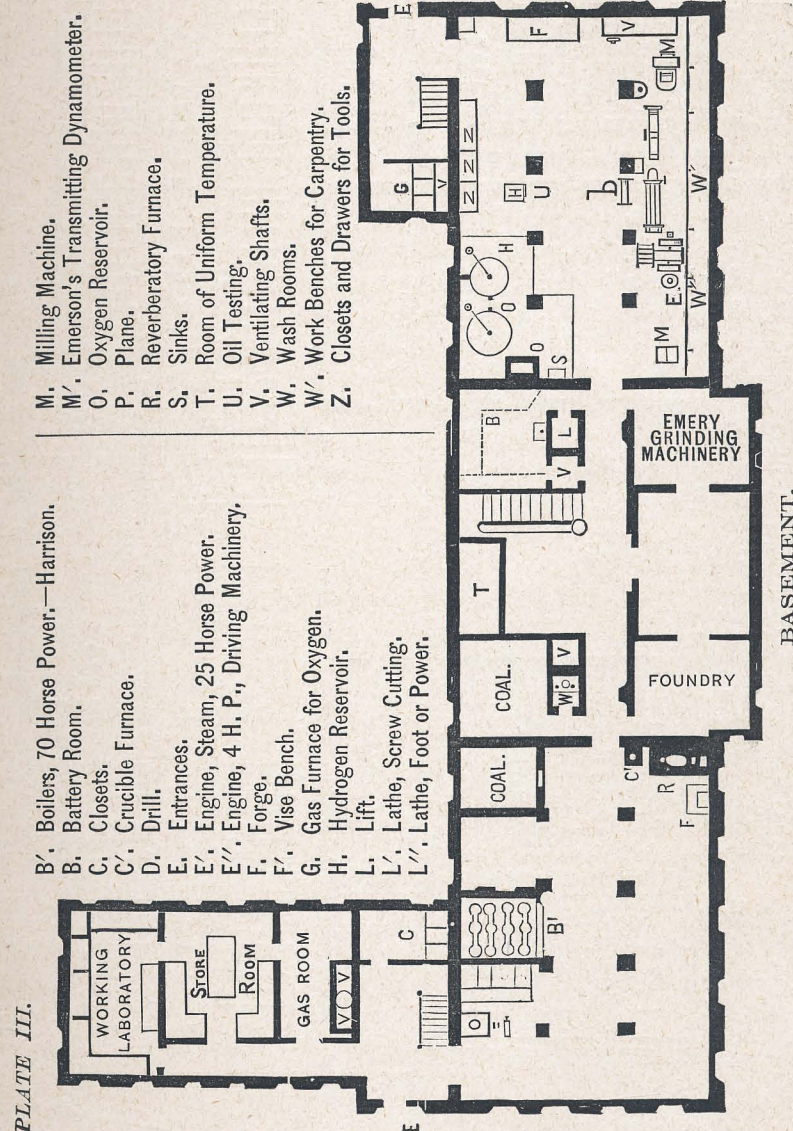 PLATE III.
B′. Boilers, 70 Horse Power.—Harrison.
B. Battery Room.
C. Closets.
C′. Crucible Furnace.
D. Drill.
E. Entrances.
E′. Engine, Steam, 25 Horse Power.
E″. Engine, 4 H. P., Driving Machinery.
F. Forge.
F′. Vise Bench.
G. Gas Furnace for Oxygen.
H. Hydrogen Reservoir.
L. Lift.
L′. Lathe, Screw Cutting.
L″. Lathe, Foot or Power.
M. Milling Machine.
M′. Emerson's Transmitting Dynamometer.
O. Oxygen Reservoir.
P. Plane.
R. Reverberatory Furnace.
S. Sinks.
T. Room of Uniform Temperature.
U. Oil Testing.
V. Ventilating Shafts.
W. Wash Rooms.
W′. Work Benches for Carpentry.
Z. Closets and Drawers for Tools.
WORKING
LABORATORY
STORE
ROOM
GAS ROOM
V V
C
E
B′
COAL.
C′
R
F
COAL.
W
V
FOUNDRY
T
B
V
L
EMERY
GRINDING
MACHINERY
S
O
O
H
G
V
E
Z Z Z
H
U
F
V
M
W″
E
M
BASEMENT.